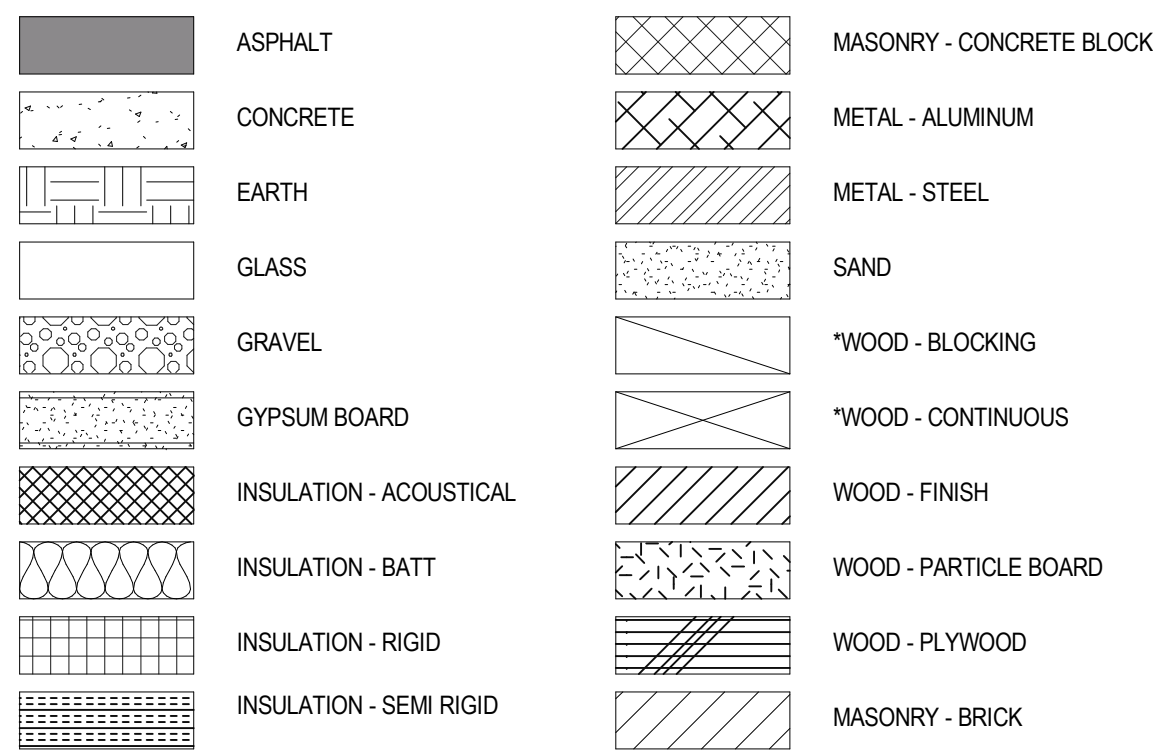 ASPHALT
CONCRETE
EARTH
GLASS
GRAVEL
GYPSUM BOARD
INSULATION - ACOUSTICAL
INSULATION - BATT
INSULATION - RIGID
INSULATION - SEMI RIGID
MASONRY - CONCRETE BLOCK
METAL - ALUMINUM
METAL - STEEL
SAND
*WOOD - BLOCKING
*WOOD - CONTINUOUS
WOOD - FINISH
WOOD - PARTICLE BOARD
WOOD - PLYWOOD
MASONRY - BRICK